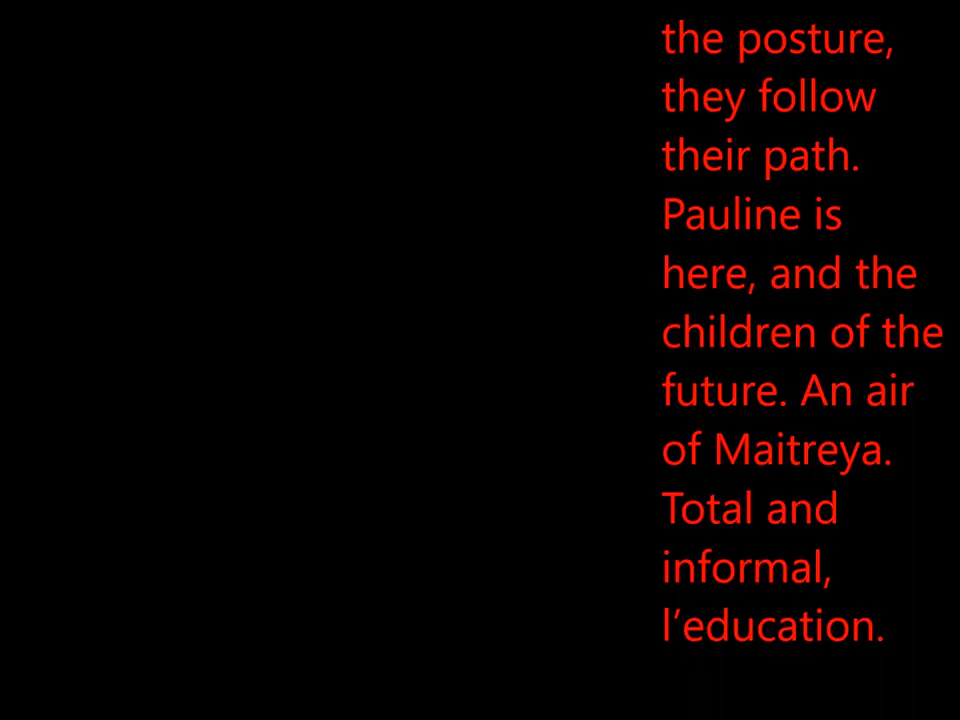 the posture,
they follow
their path.
Pauline is
here, and the
children of the
future. An air
of Maitreya.
Total and
informal,
l’education.